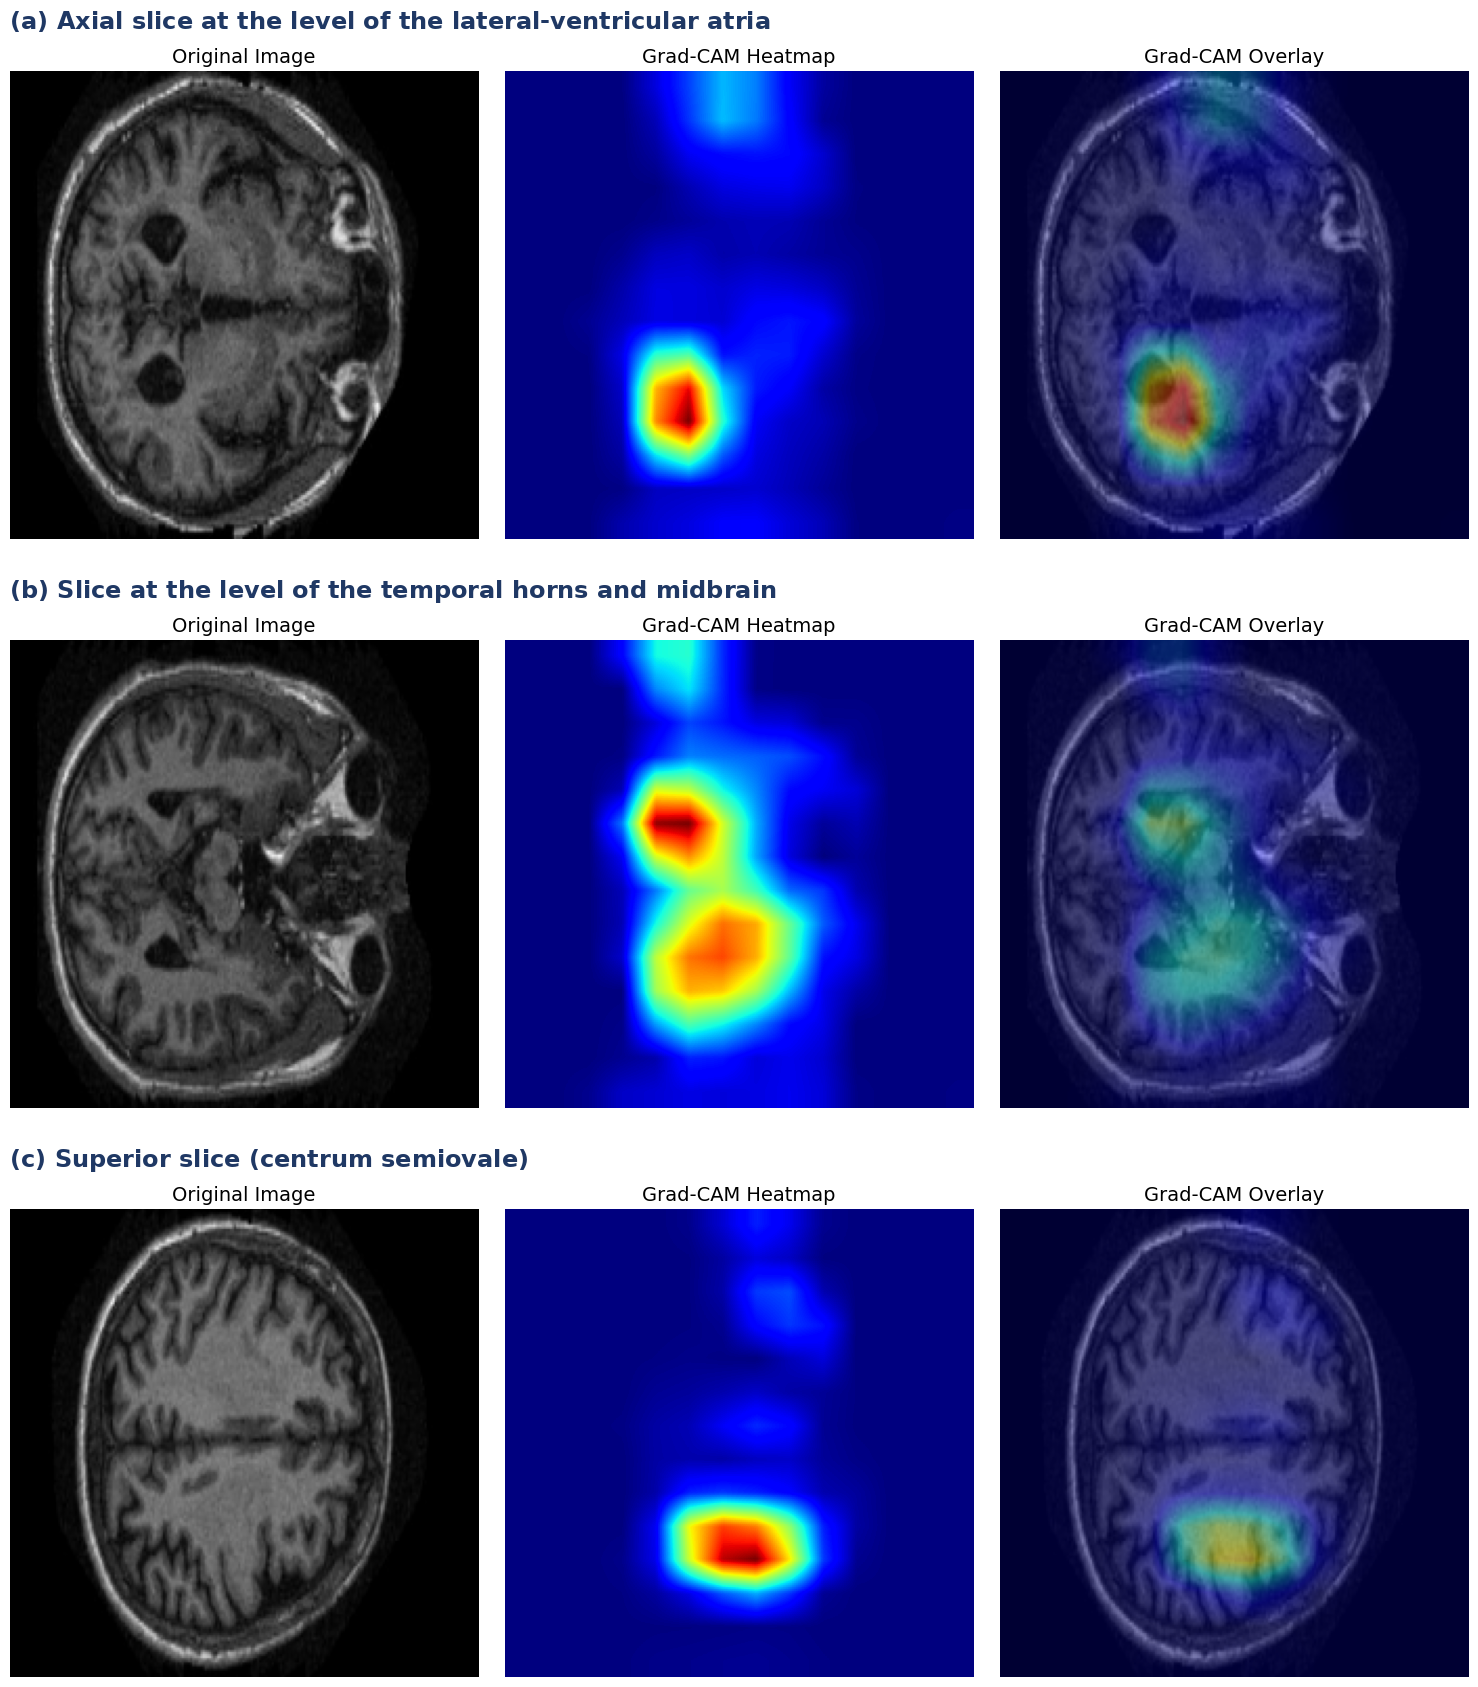 (a) Axial slice at the level of the lateral-ventricular atria
Original Image
Grad-CAM Heatmap
Grad-CAM Overlay
(b) Slice at the level of the temporal horns and midbrain
Original Image
Grad-CAM Heatmap
Grad-CAM Overlay
(c) Superior slice (centrum semiovale)
Original Image
Grad-CAM Heatmap
Grad-CAM Overlay